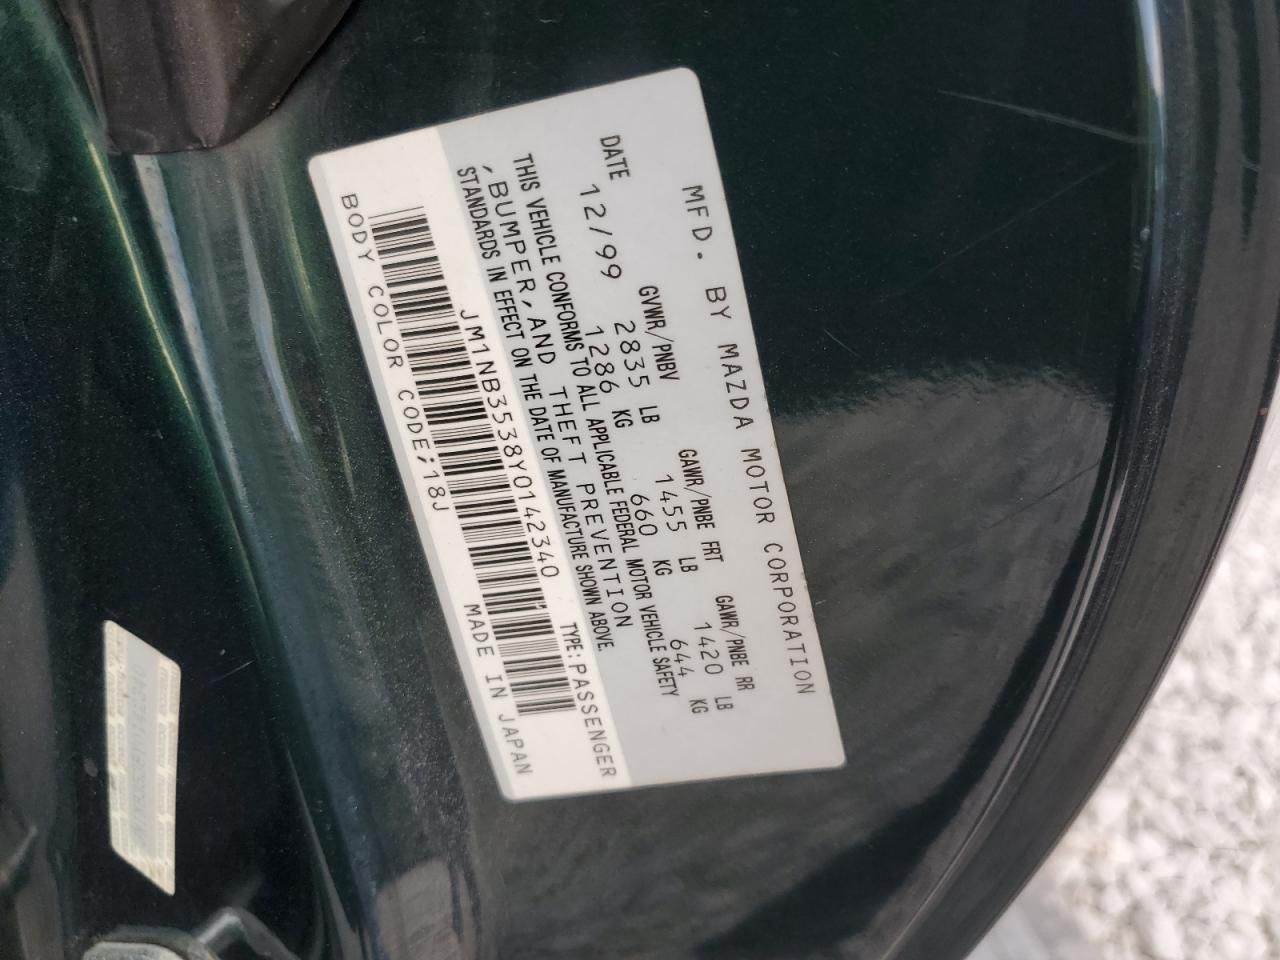 MFD. BY MAZDA MOTOR CORPORATION
DATE GVWR/PNBV GAWR/PNBE FRT GAWR/PNBE RR
12/99 2835 LB 1455 LB 1420 LB
1286 KG 660 KG 644 KG
THIS VEHICLE CONFORMS TO ALL APPLICABLE FEDERAL MOTOR VEHICLE SAFETY
, BUMPER, AND THEFT PREVENTION
STANDARDS IN EFFECT ON THE DATE OF MANUFACTURE SHOWN ABOVE.
JM1NB3538Y0142340 TYPE: PASSENGER
BODY COLOR CODE;18J MADE IN JAPAN